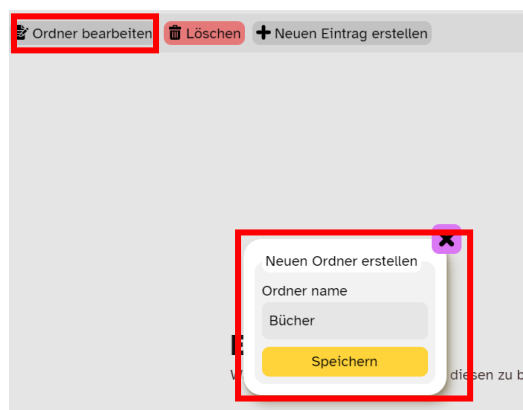 Ordner bearbeiten Löschen Neuen Eintrag erstellen
Neuen Ordner erstellen
Ordner name
Bücher
Speichern
diesen zu b